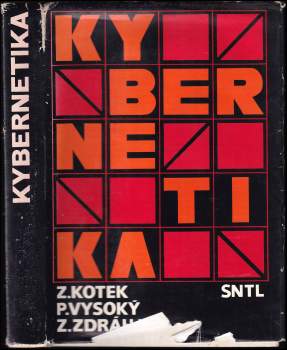 KYBERNETIKA
KY
BER
NE
TI
KA
Z.KOTEK
SNTL
P.VYSOKÝ